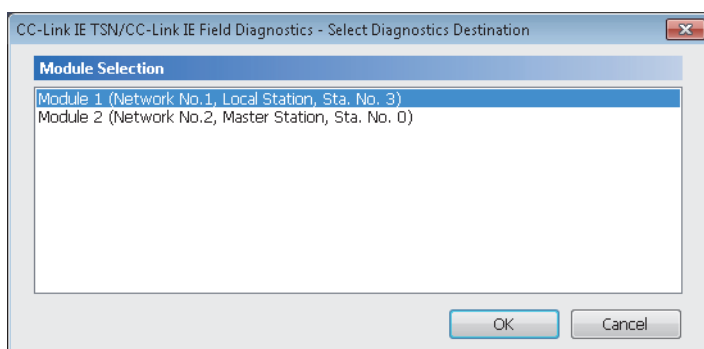 CC-Link IE TSN/CC-Link IE Field Diagnostics - Select Diagnostics Destination
Module Selection
Module 1 (Network No.1, Local Station, Sta. No. 3)
Module 2 (Network No.2, Master Station, Sta. No. 0)
OK
Cancel